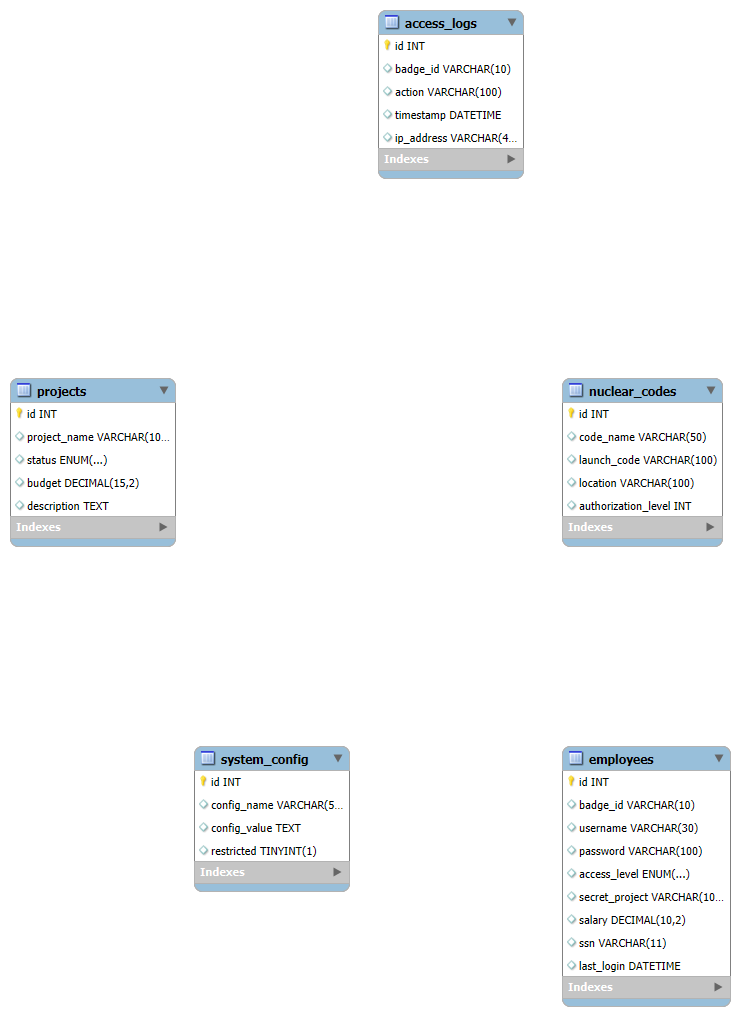 access_logs
id INT
badge_id VARCHAR(10)
action VARCHAR(100)
timestamp DATETIME
ip_address VARCHAR(4...
Indexes
projects
id INT
project_name VARCHAR(10...
status ENUM(...)
budget DECIMAL(15,2)
description TEXT
Indexes
nuclear_codes
id INT
code_name VARCHAR(50)
launch_code VARCHAR(100)
location VARCHAR(100)
authorization_level INT
Indexes
system_config
id INT
config_name VARCHAR(5...
config_value TEXT
restricted TINYINT(1)
Indexes
employees
id INT
badge_id VARCHAR(10)
username VARCHAR(30)
password VARCHAR(100)
access_level ENUM(...)
secret_project VARCHAR(10...
salary DECIMAL(10,2)
ssn VARCHAR(11)
last_login DATETIME
Indexes